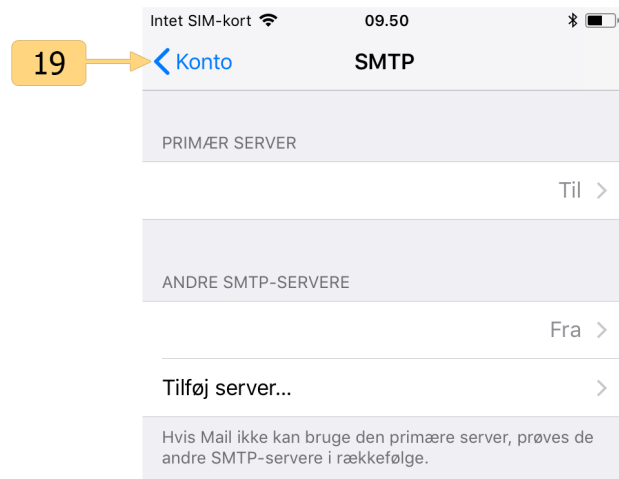 Intet SIM-kort 09.50
19
Konto SMTP
PRIMÆR SERVER
Til
ANDRE SMTP-SERVERE
Fra
Tilføj server...
Hvis Mail ikke kan bruge den primære server, prøves de
andre SMTP-servere i rækkefølge.